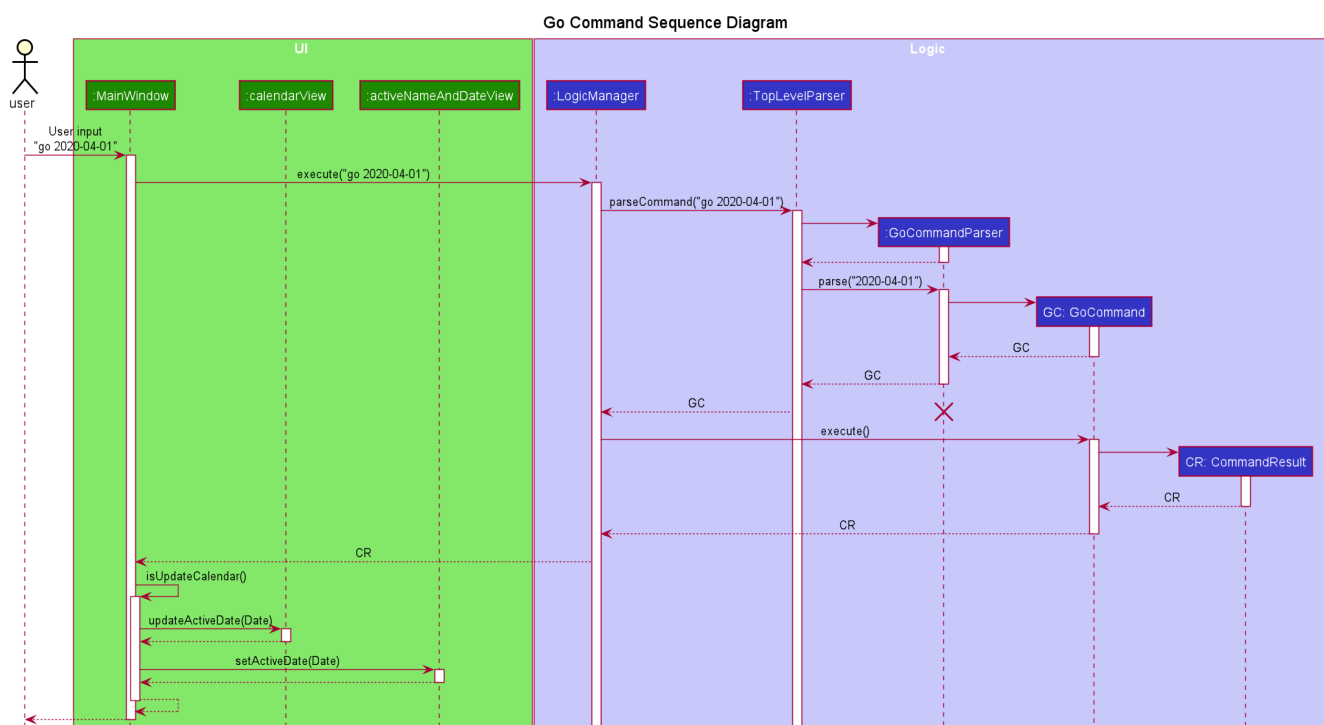 Go Command Sequence Diagram
UI
Logic
user
:MainWindow
:calendarView
:activeNameAndDateView
:LogicManager
:TopLevelParser
User input
"go 2020-04-01"
execute("go 2020-04-01")
parseCommand("go 2020-04-01")
:GoCommandParser
parse("2020-04-01")
GC: GoCommand
GC
GC
GC
execute()
CR: CommandResult
CR
CR
CR
isUpdateCalendar()
updateActiveDate(Date)
setActiveDate(Date)